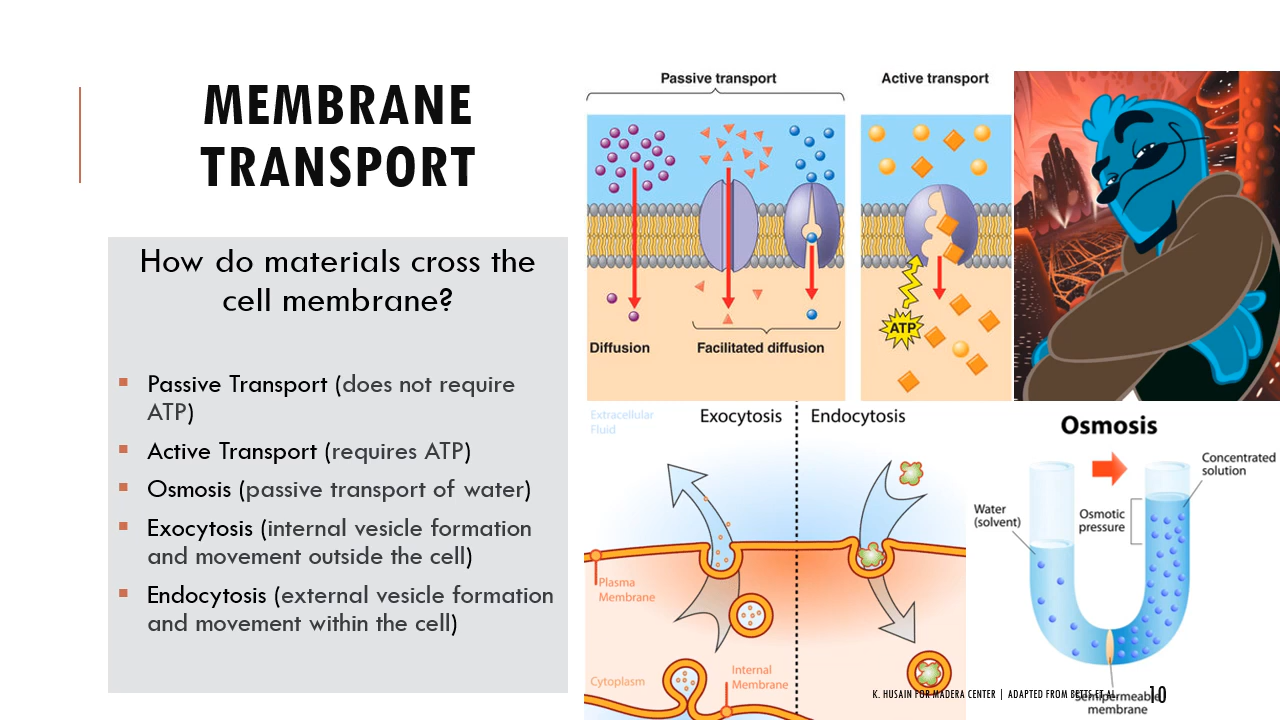 MEMBRANE
TRANSPORT
How do materials cross the
cell membrane?
Passive Transport (does not require
ATP)
Active Transport (requires ATP)
Osmosis (passive transport of water)
Exocytosis (internal vesicle formation
and movement outside the cell)
Endocytosis (external vesicle formation
and movement within the cell)
Passive transport
Active transport
ATP
Diffusion
Facilitated diffusion
Extracellular
Fluid
Exocytosis
Endocytosis
Plasma
Membrane
Cytoplasm
Internal
Membrane
Osmosis
Concentrated
solution
Water
(solvent)
Osmotic
pressure
Semipermeable
membrane
K. HUSAIN FOR MADERA CENTER | ADAPTED FROM BETTS ET AL
10